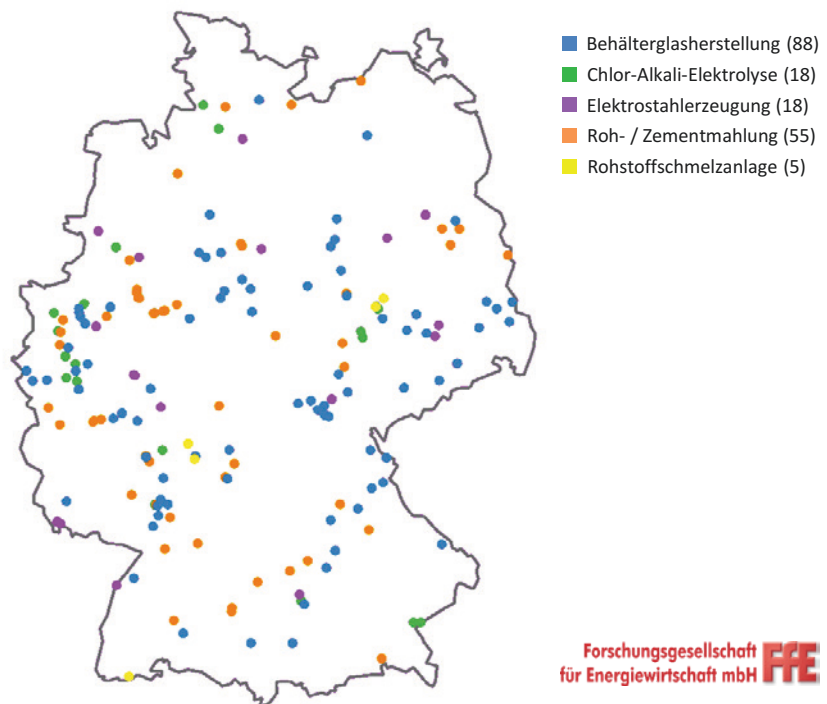 Behälterglasherstellung (88)
Chlor-Alkali-Elektrolyse (18)
Elektrostahlerzeugung (18)
Roh- / Zementmahlung (55)
Rohstoffschmelzanlage (5)
Forschungsgesellschaft
für Energiewirtschaft mbH FfE